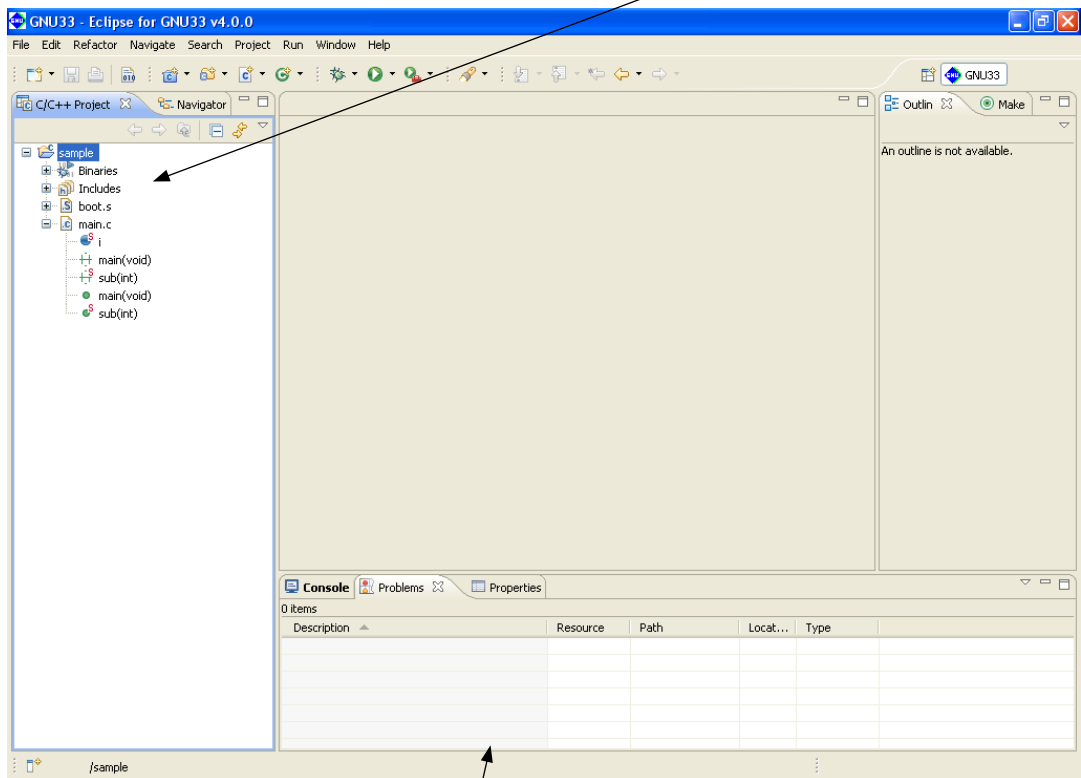 GNU33 - Eclipse for GNU33 v4.0.0
File Edit Refactor Navigate Search Project Run Window Help
GNU33
C/C++ Project
Navigator
Outlin
Make
An outline is not available.
sample
Binaries
Includes
boot.s
main.c
i
main(void)
sub(int)
main(void)
sub(int)
Console
Problems
Properties
0 items
Description Resource Path Locat... Type
/sample